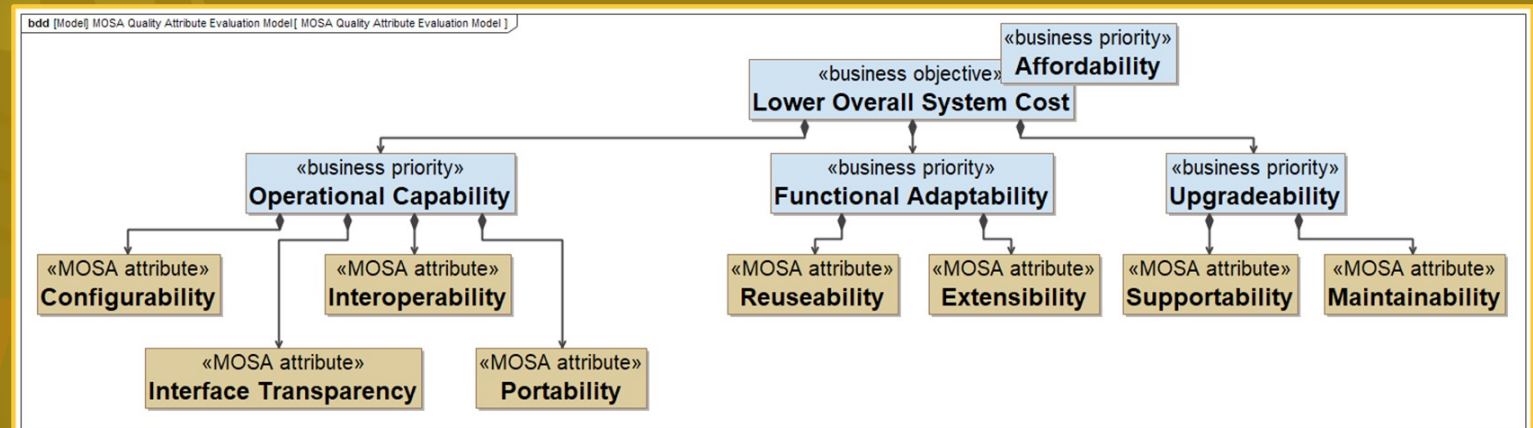 bdd [Model] MOSA Quality Attribute Evaluation Model[ MOSA Quality Attribute Evaluation Model ]
«business priority»
Affordability
«business objective»
Lower Overall System Cost
«business priority»
Operational Capability
«business priority»
Functional Adaptability
«business priority»
Upgradeability
«MOSA attribute»
Configurability
«MOSA attribute»
Interoperability
«MOSA attribute»
Reuseability
«MOSA attribute»
Extensibility
«MOSA attribute»
Supportability
«MOSA attribute»
Maintainability
«MOSA attribute»
Interface Transparency
«MOSA attribute»
Portability